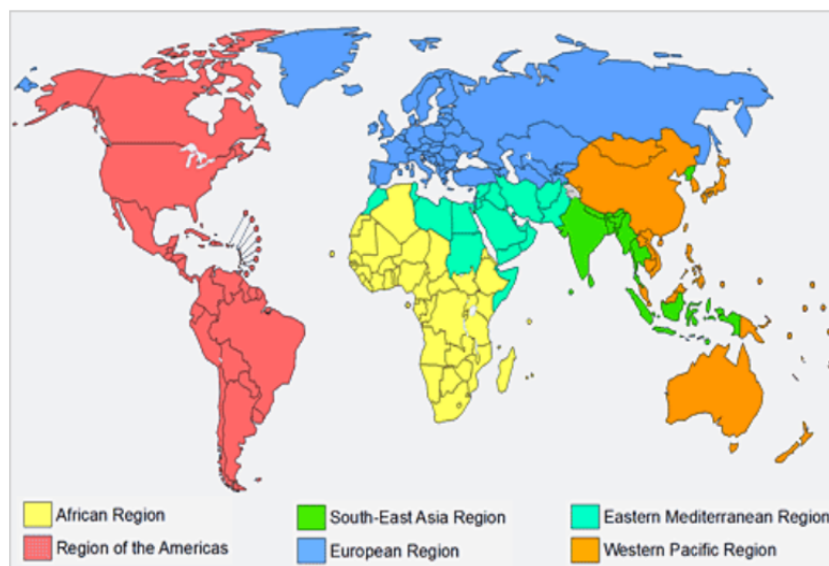 African Region
South-East Asia Region
Eastern Mediterranean Region
Region of the Americas
European Region
Western Pacific Region